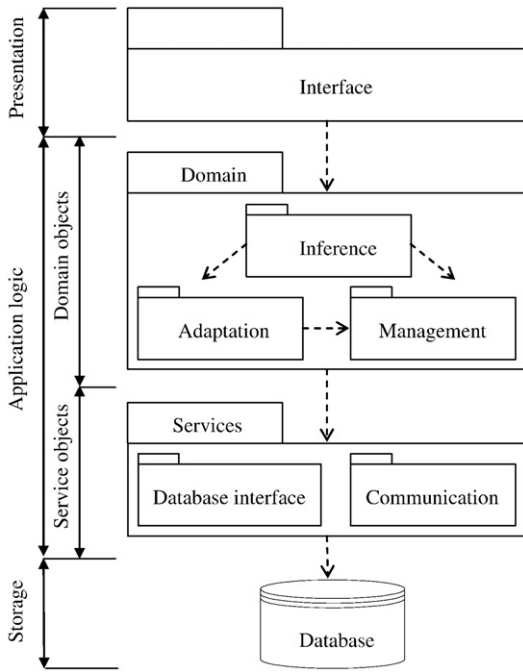 Presentation
Interface
Application logic
Domain objects
Domain
Inference
Adaptation
Management
Service objects
Services
Database interface
Communication
Storage
Database